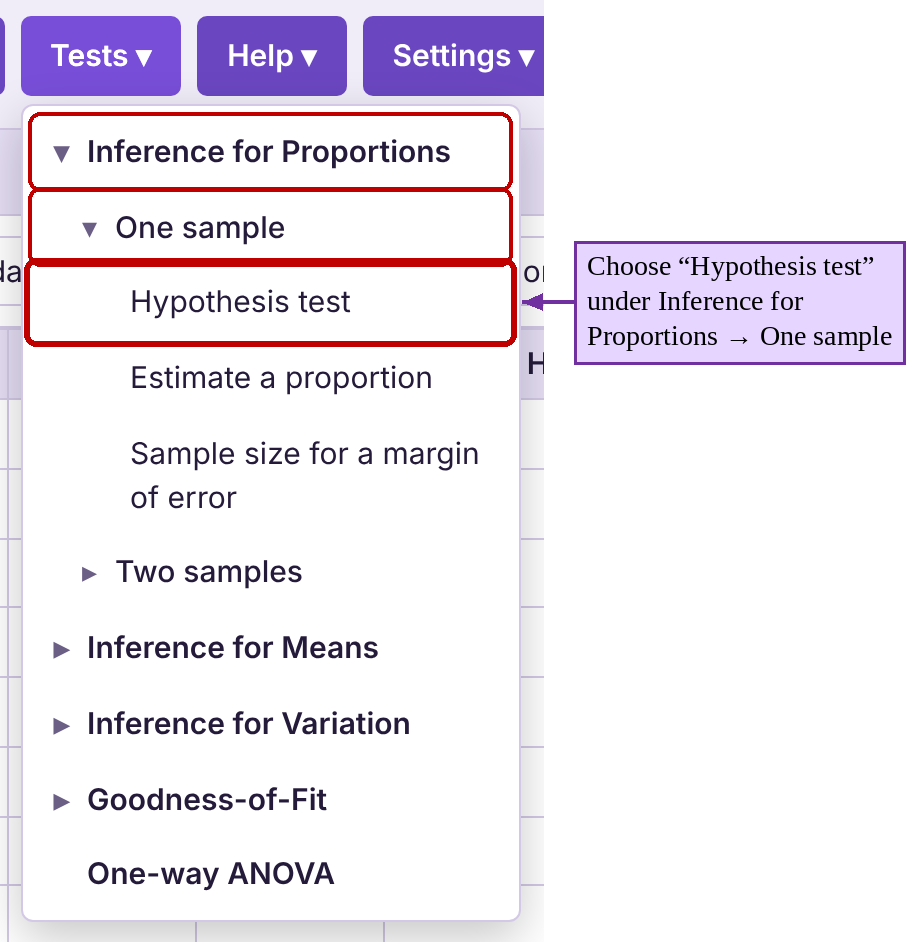 Tests ▾ Help ▾ Settings ▾
▼ Inference for Proportions
▼ One sample
Hypothesis test
Choose “Hypothesis test”
under Inference for
Proportions → One sample
Estimate a proportion
Sample size for a margin
of error
► Two samples
► Inference for Means
► Inference for Variation
► Goodness-of-Fit
One-way ANOVA